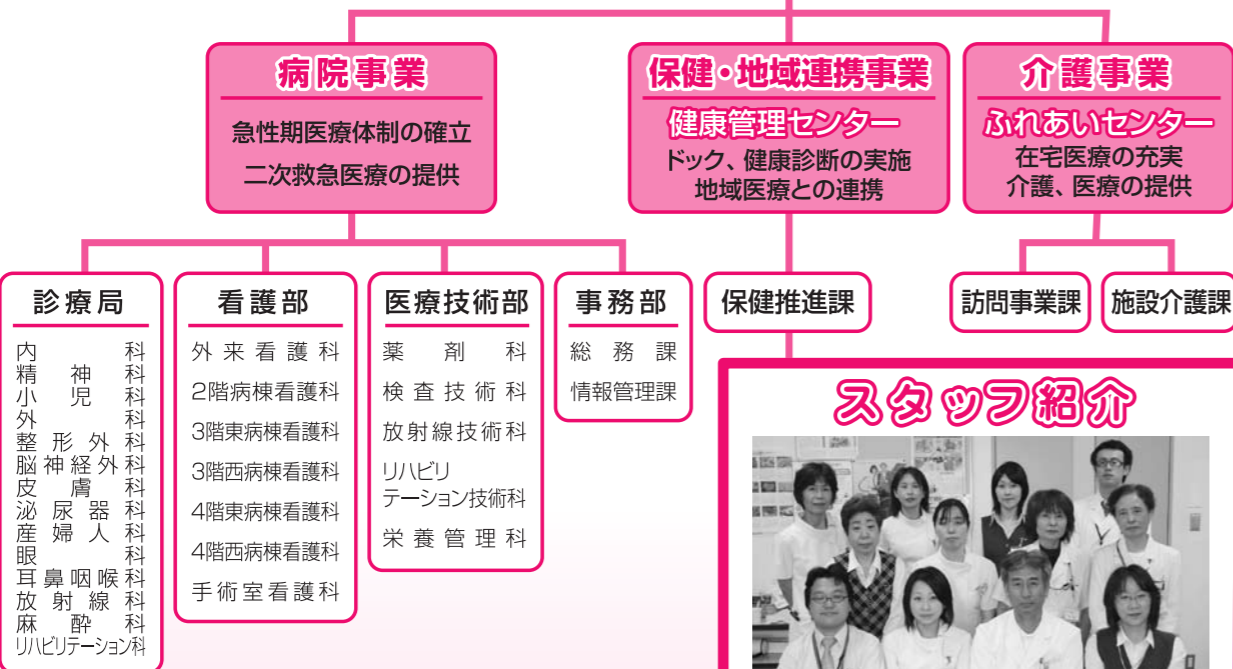 病院事業
急性期医療体制の確立
二次救急医療の提供
保健・地域連携事業
健康管理センター
ドック、健康診断の実施
地域医療との連携
介護事業
ふれあいセンター
在宅医療の充実
介護、医療の提供
診療局
内科
精神科
小児科
外科
整形外科
脳神経外科
皮膚科
泌尿器科
産婦人科
眼科
耳鼻咽喉科
放射線科
麻酔科
リハビリテーション科
看護部
外来看護科
2階病棟看護科
3階東病棟看護科
3階西病棟看護科
4階東病棟看護科
4階西病棟看護科
手術室看護科
医療技術部
薬剤科
検査技術科
放射線技術科
リハビリ
テーション技術科
栄養管理科
事務部
総務課
情報管理課
保健推進課
訪問事業課
施設介護課
スタッフ紹介